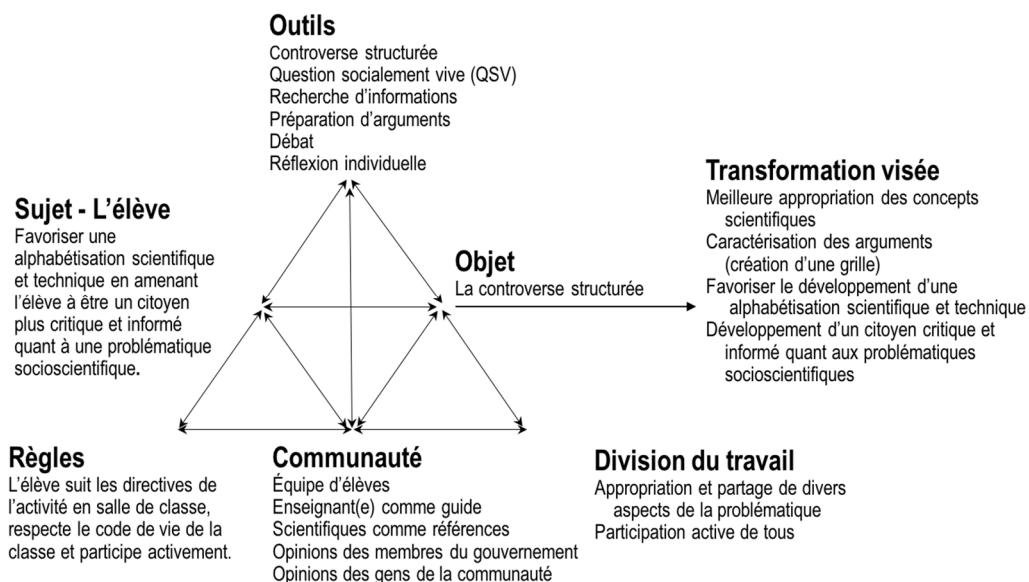 Outils
Controverse structurée
Question socialement vive (QSV)
Recherche d'informations
Préparation d'arguments
Débat
Réflexion individuelle
Sujet - L'élève
Favoriser une
alphabétisation scientifique
et technique en amenant
l'élève à être un citoyen
plus critique et informé
quant à une problématique
socioscientifique.
Objet
La controverse structurée
Transformation visée
Meilleure appropriation des concepts
scientifiques
Caractérisation des arguments
(création d'une grille)
Favoriser le développement d'une
alphabétisation scientifique et technique
Développement d'un citoyen critique et
informé quant aux problématiques
socioscientifiques
Règles
L'élève suit les directives de
l'activité en salle de classe,
respecte le code de vie de la
classe et participe activement.
Communauté
Équipe d'élèves
Enseignant(e) comme guide
Scientifiques comme références
Opinions des membres du gouvernement
Opinions des gens de la communauté
Division du travail
Appropriation et partage de divers
aspects de la problématique
Participation active de tous